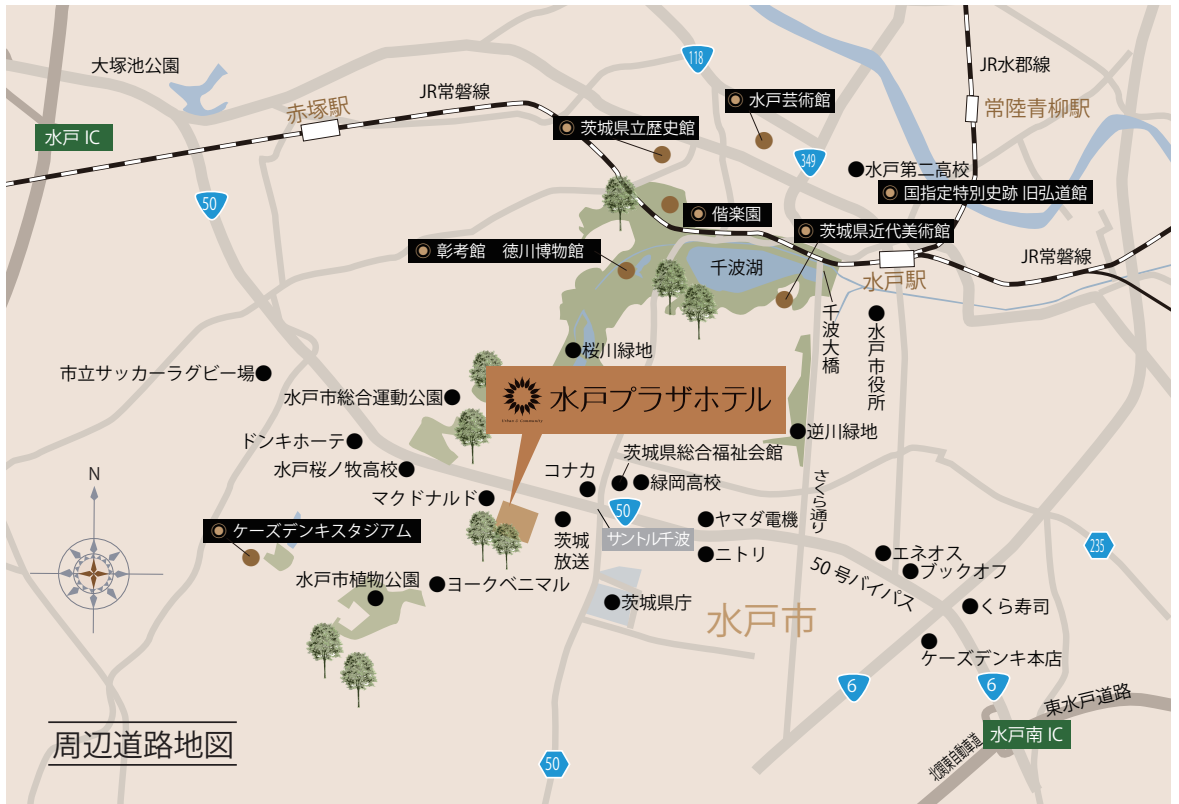 大塚池公園
赤塚駅
JR常磐線
118
JR水郡線
水戸 IC
茨城県立歴史館
水戸芸術館
常陸青柳駅
349
水戸第二高校
50
国指定特別史跡 旧弘道館
偕楽園
茨城県近代美術館
彰考館　徳川博物館
千波湖
水戸駅
JR常磐線
千波大橋
水戸市役所
桜川緑地
市立サッカーラグビー場
水戸市総合運動公園
水戸プラザホテル
Urban & Community
ドンキホーテ
逆川緑地
水戸桜ノ牧高校
コナカ
茨城県総合福祉会館
緑岡高校
マクドナルド
さくら通り
N
50
ケーズデンキスタジアム
茨城
放送
サントル千波
ヤマダ電機
ニトリ
235
エネオス
50 号バイパス
ブックオフ
水戸市植物公園
ヨークベニマル
茨城県庁
水戸市
くら寿司
ケーズデンキ本店
6
6
東水戸道路
周辺道路地図
水戸南 IC
北関東自動車道
50